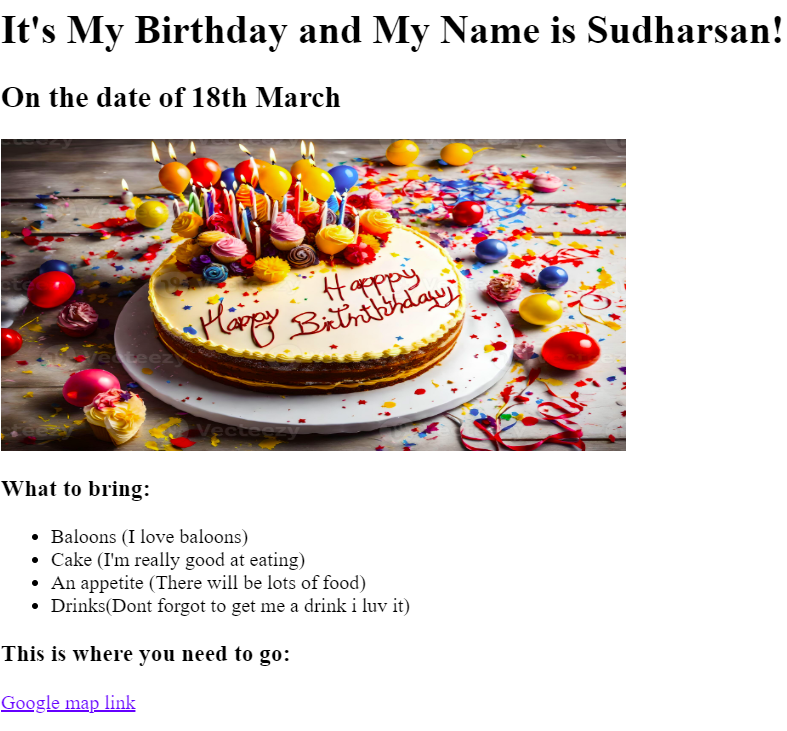 It's My Birthday and My Name is Sudharsan!
On the date of 18th March
Happy Happpy
Birtnthhdayy
Vecteezy
What to bring:
Baloons (I love baloons)
Cake (I'm really good at eating)
An appetite (There will be lots of food)
Drinks(Dont forgot to get me a drink i luv it)
This is where you need to go:
Google map link